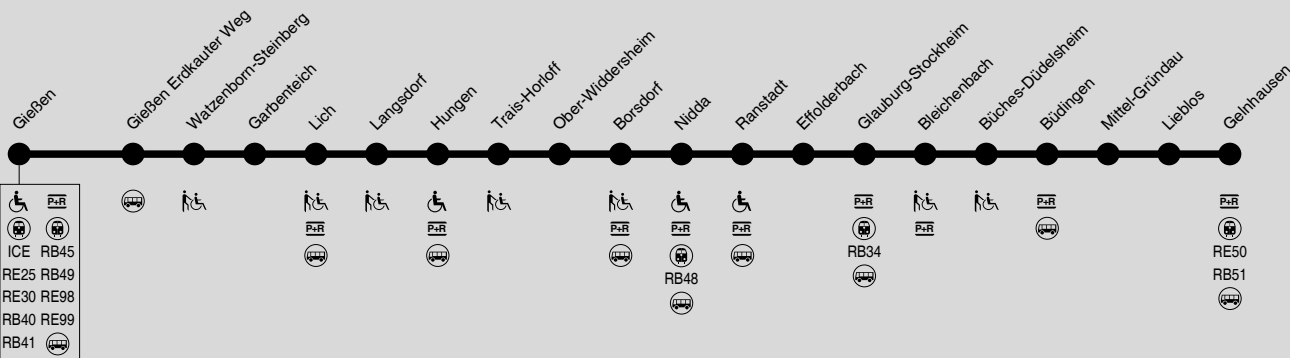 Gießen
Gießen Erdkauter Weg
Watzenborn-Steinberg
Garbenteich
Lich
Langsdorf
Hungen
Trais-Horloff
Ober-Widdersheim
Borsdorf
Nidda
Ranstadt
Effolderbach
Glauburg-Stockheim
Bleichenbach
Büches-Düdelsheim
Büdingen
Mittel-Gründau
Lieblos
Gelnhausen
P+R
ICE RB45
RE25 RB49
RE30 RE98
RB40 RE99
RB41
P+R
P+R
P+R
P+R
RB48
P+R
P+R
RB34
P+R
P+R
P+R
RE50
RB51